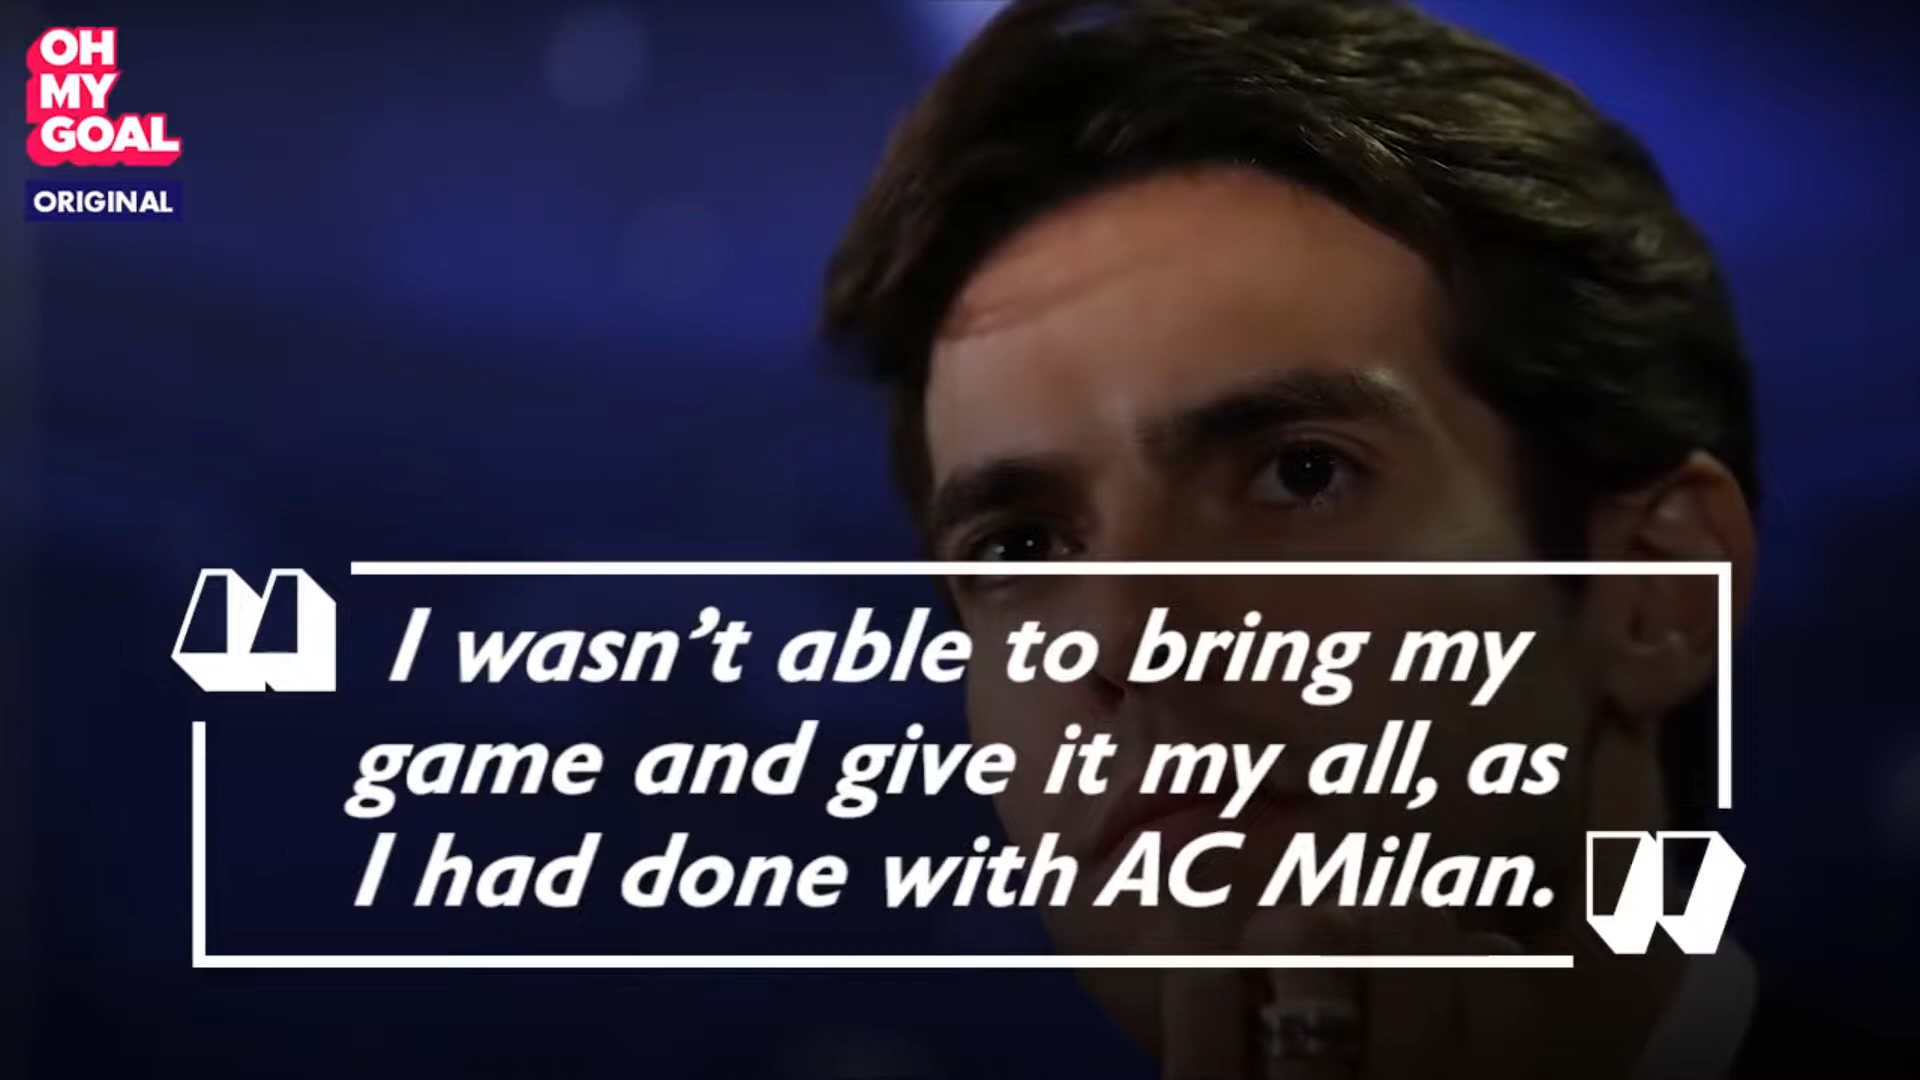 OH
MY
GOAL
ORIGINAL
I wasn’t able to bring my
game and give it my all, as
I had done with AC Milan.